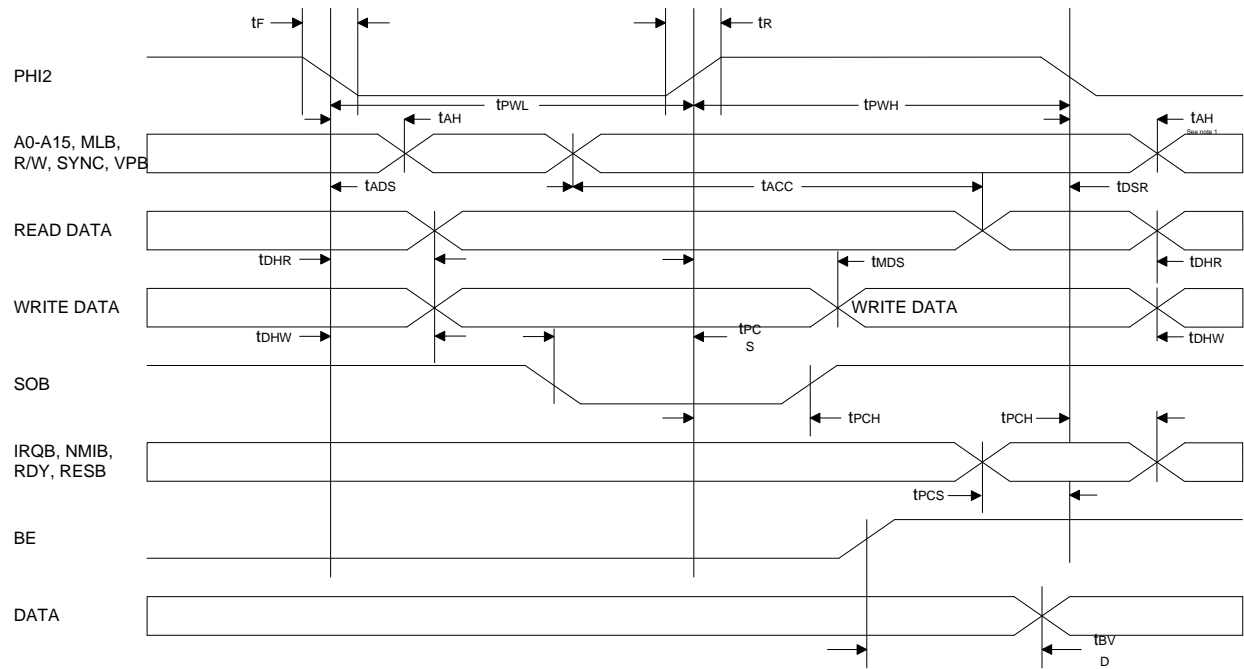 tF
tR
PHI2
tPWL
tPWH
tAH
tAH
A0-A15, MLB,
R/W, SYNC, VPB
See note 1
tADS
tACC
tDSR
READ DATA
tDHR
tMDS
tDHR
WRITE DATA
WRITE DATA
tDHW
tPC
S
tDHW
SOB
tPCH
tPCH
IRQB, NMIB,
RDY, RESB
tPCS
BE
DATA
tBV
D